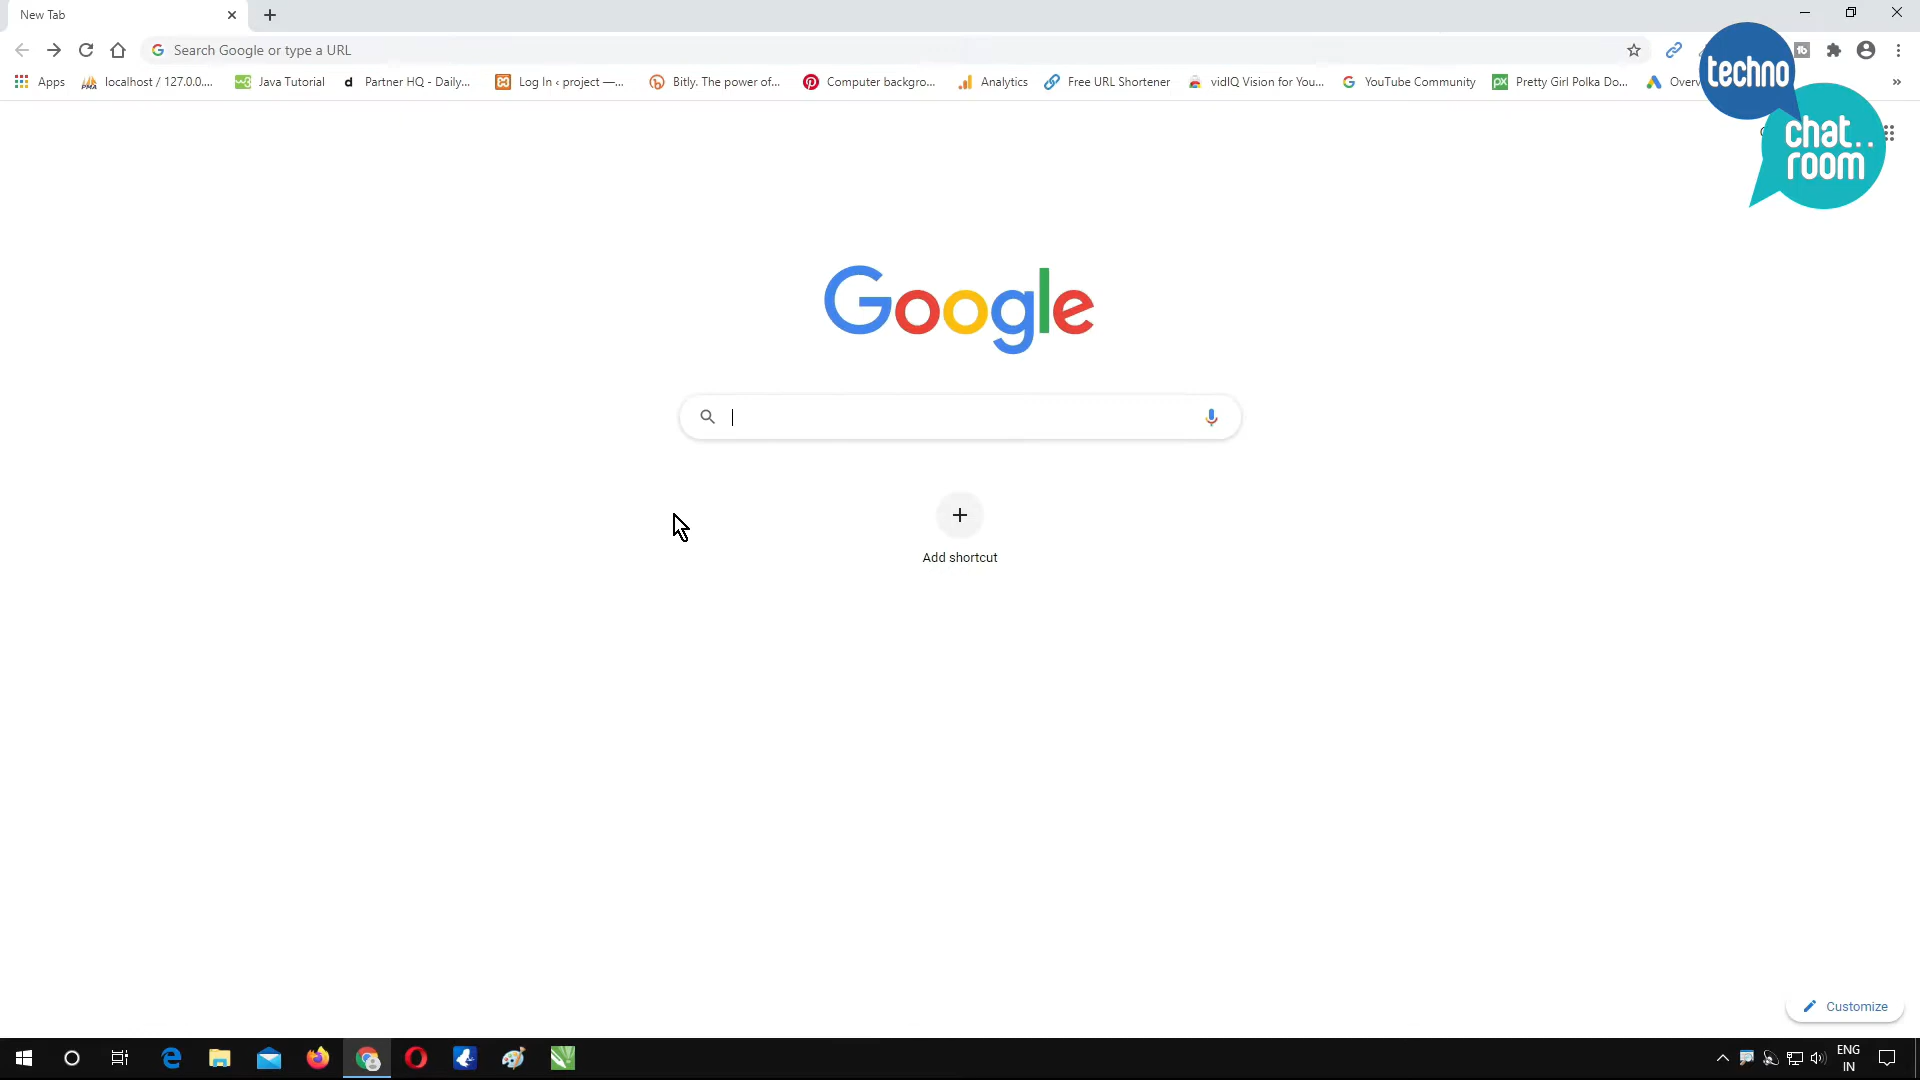 New Tab
Search Google or type a URL
Apps
localhost / 127.0.0....
Java Tutorial
Partner HQ - Daily...
Log In ‹ project —...
Bitly. The power of...
Computer backgro...
Analytics
Free URL Shortener
vidIQ Vision for You...
YouTube Community
Pretty Girl Polka Do...
Overv
»
techno
chat..
room
Google
Add shortcut
Customize
ENG
IN